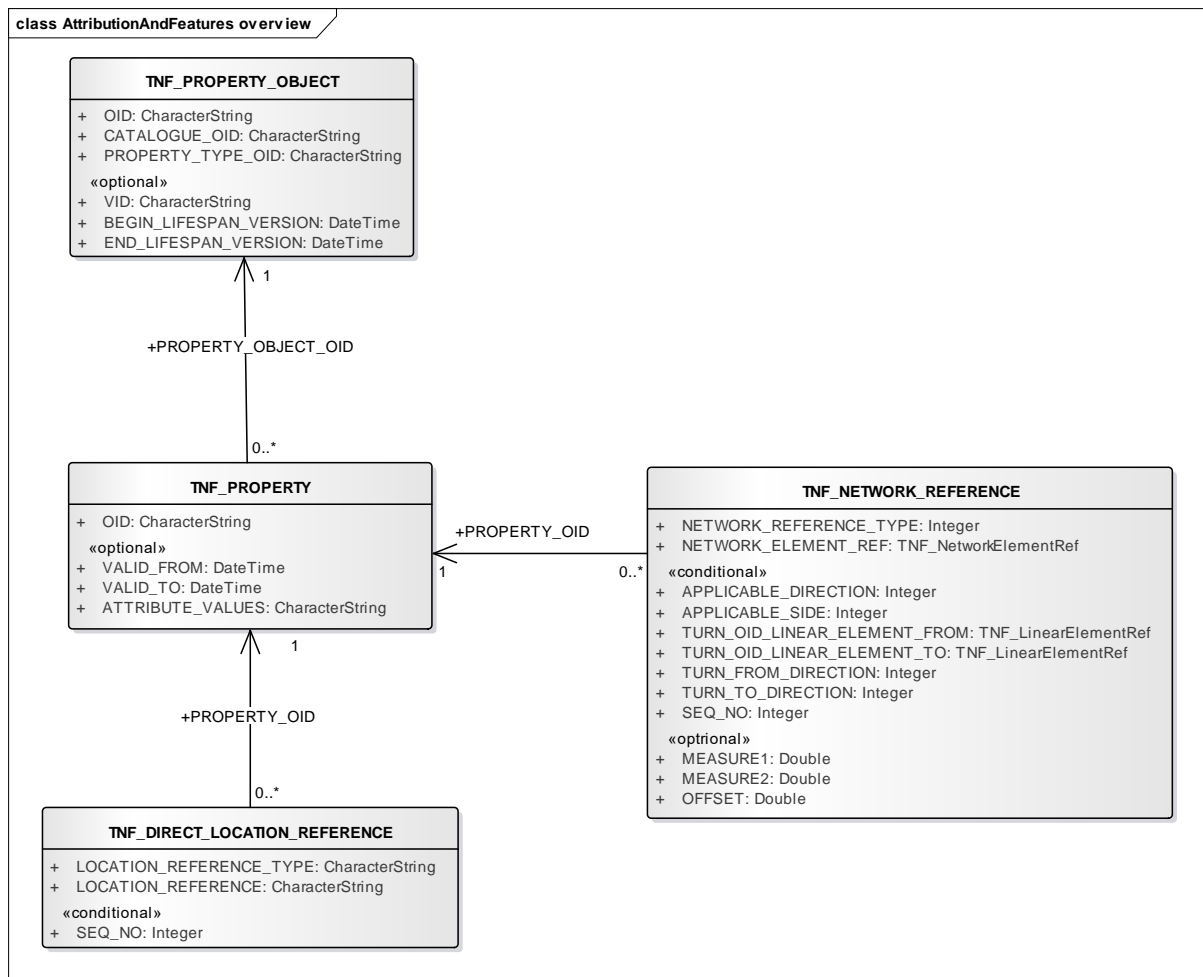 class AttributionAndFeatures overview
TNF_PROPERTY_OBJECT
+ OID: CharacterString
+ CATALOGUE_OID: CharacterString
+ PROPERTY_TYPE_OID: CharacterString
«optional»
+ VID: CharacterString
+ BEGIN_LIFESPAN_VERSION: DateTime
+ END_LIFESPAN_VERSION: DateTime
1
+PROPERTY_OBJECT_OID
0..*
TNF_PROPERTY
+ OID: CharacterString
«optional»
+ VALID_FROM: DateTime
+ VALID_TO: DateTime
+ ATTRIBUTE_VALUES: CharacterString
+PROPERTY_OID
1
0..*
TNF_NETWORK_REFERENCE
+ NETWORK_REFERENCE_TYPE: Integer
+ NETWORK_ELEMENT_REF: TNF_NetworkElementRef
«conditional»
+ APPLICABLE_DIRECTION: Integer
+ APPLICABLE_SIDE: Integer
+ TURN_OID_LINEAR_ELEMENT_FROM: TNF_LinearElementRef
+ TURN_OID_LINEAR_ELEMENT_TO: TNF_LinearElementRef
+ TURN_FROM_DIRECTION: Integer
+ TURN_TO_DIRECTION: Integer
+ SEQ_NO: Integer
«optrional»
+ MEASURE1: Double
+ MEASURE2: Double
+ OFFSET: Double
1
+PROPERTY_OID
0..*
TNF_DIRECT_LOCATION_REFERENCE
+ LOCATION_REFERENCE_TYPE: CharacterString
+ LOCATION_REFERENCE: CharacterString
«conditional»
+ SEQ_NO: Integer